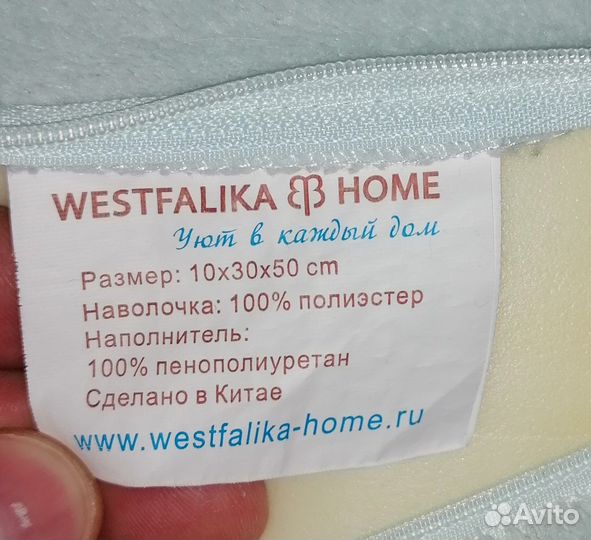 WESTFALIKA HOME
Уют в каждый дом
Размер: 10x30x50 cm
Наволочка: 100% полиэстер
Наполнитель:
100% пенополиуретан
Сделано в Китае
www.westfalika-home.ru
Avito